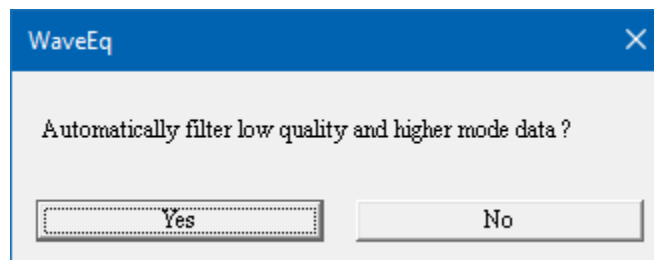 WaveEq
Automatically filter low quality and higher mode data ?
Yes
No